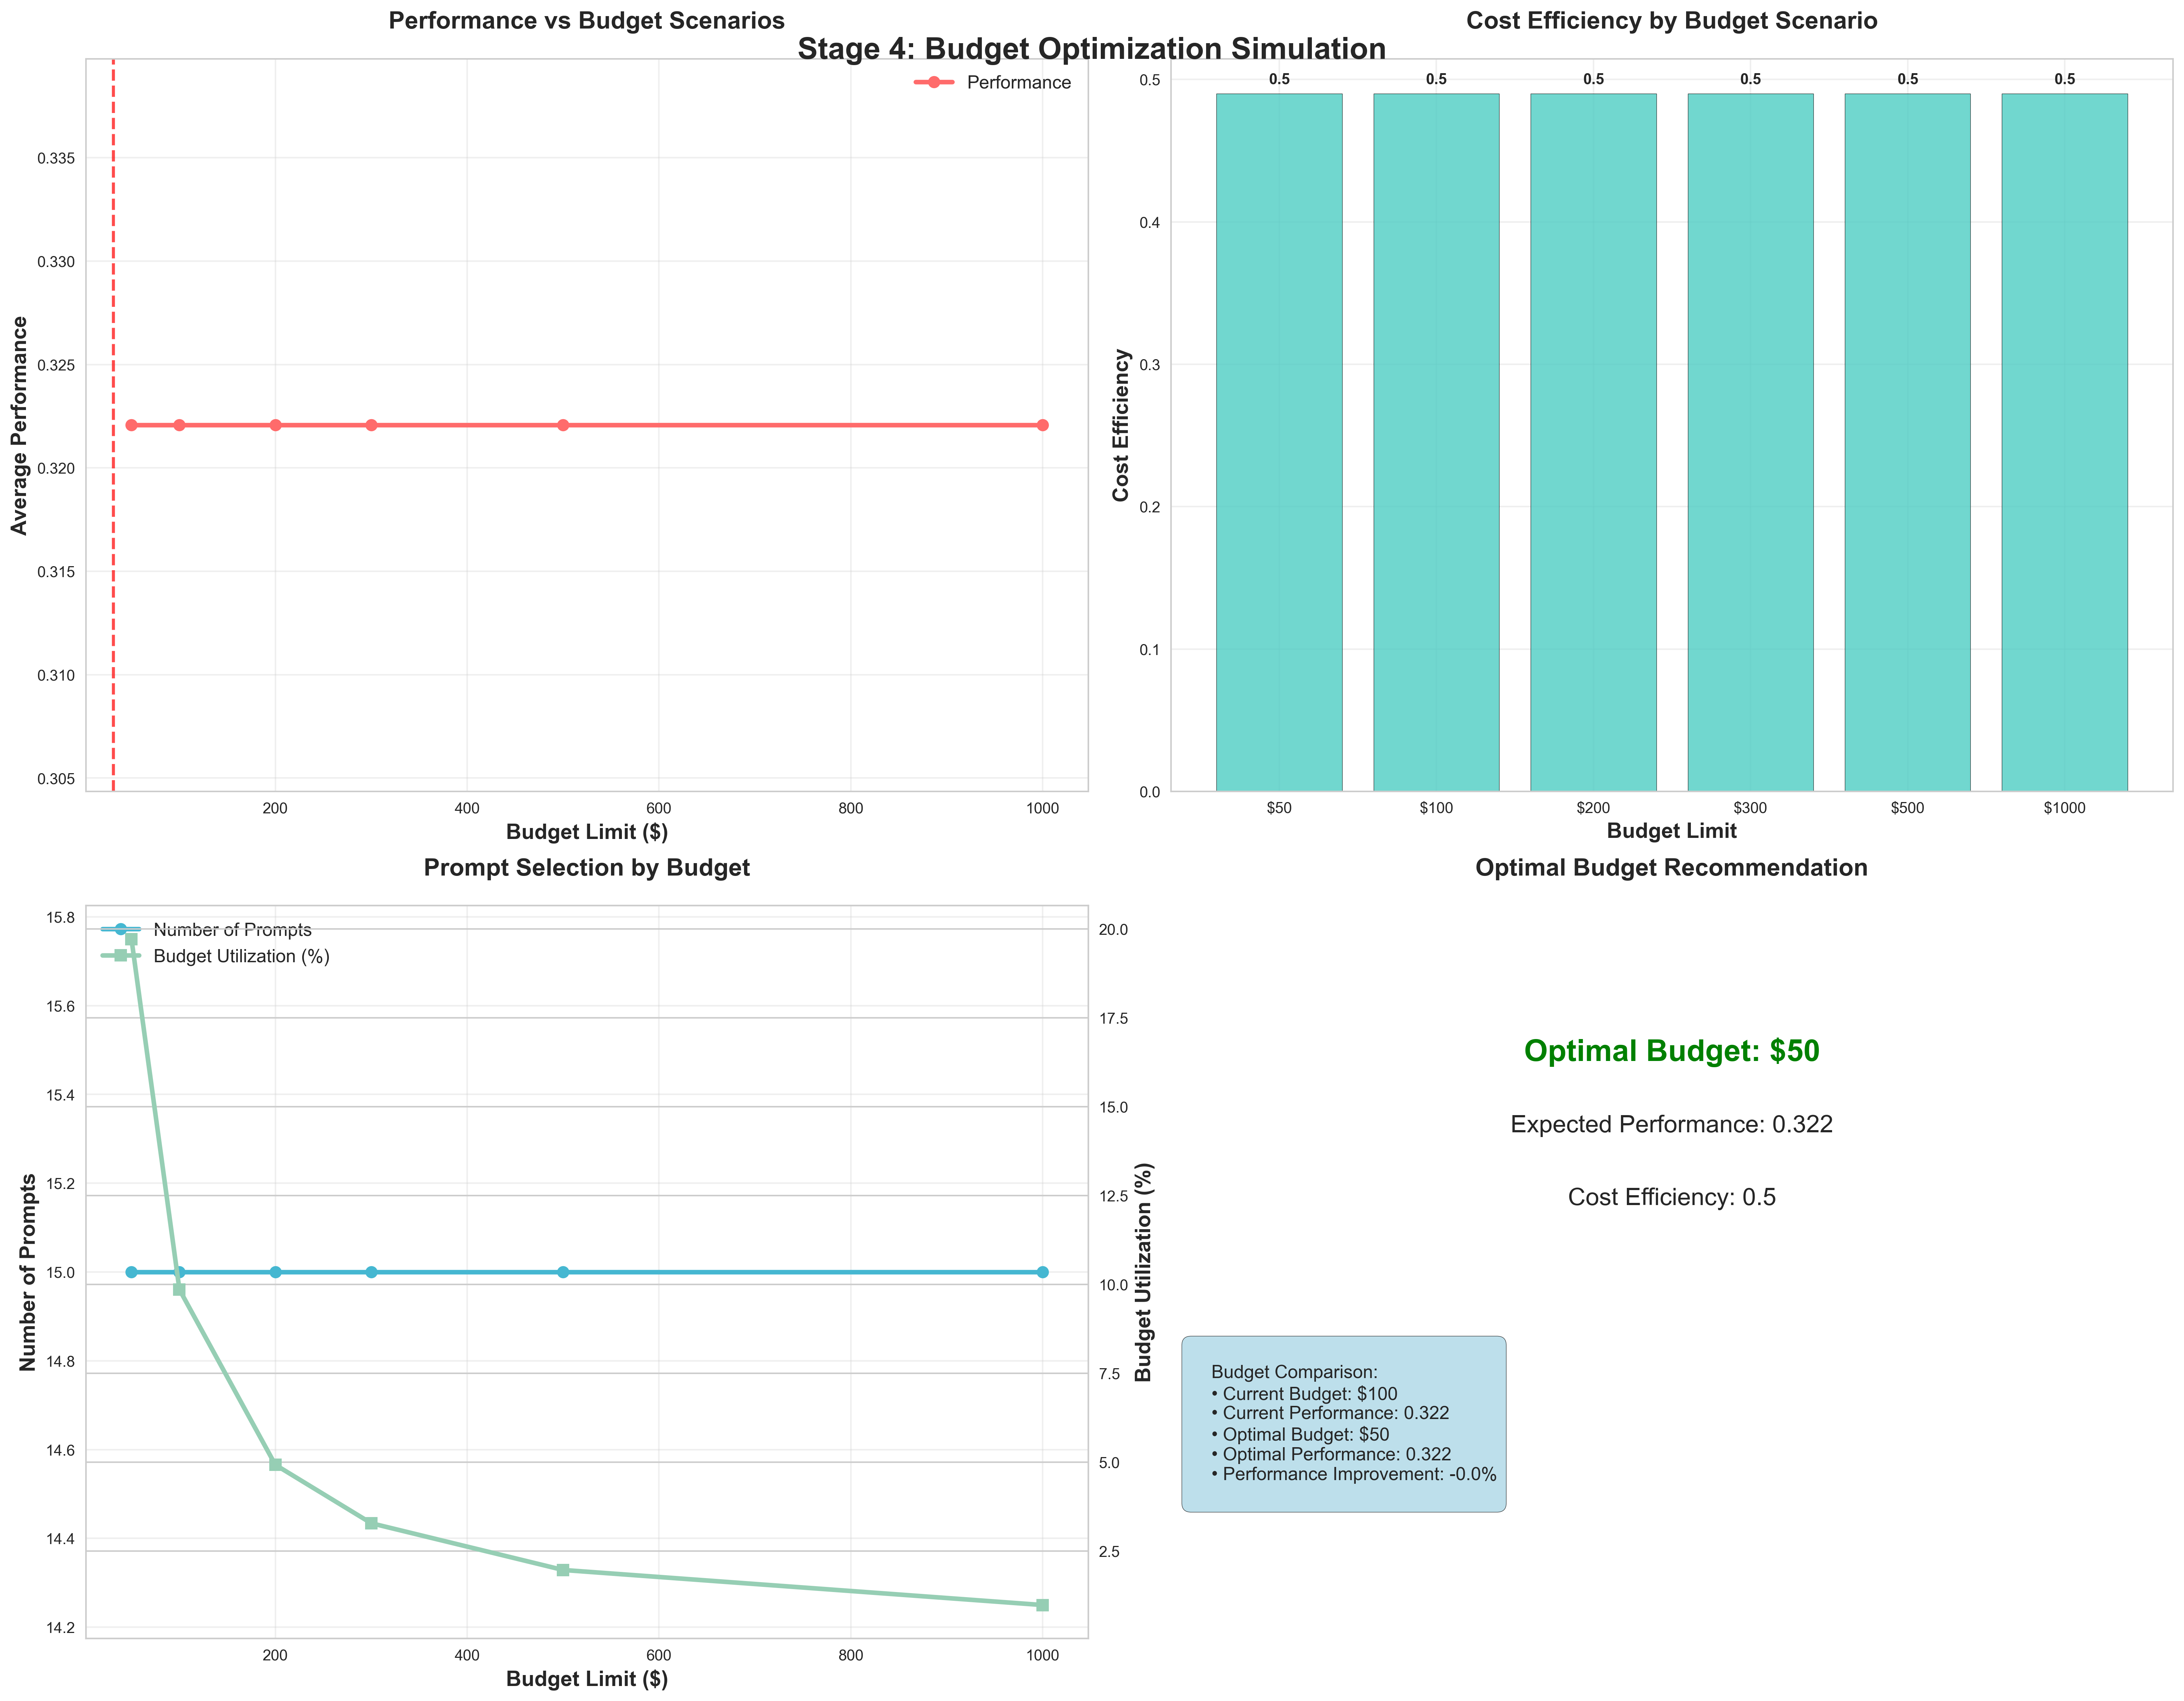 Performance vs Budget Scenarios
Cost Efficiency by Budget Scenario
Stage 4: Budget Optimization Simulation
Performance
Average Performance
0.335
0.330
0.325
0.320
0.315
0.310
0.305
200
400
600
800
1000
Budget Limit ($)
Cost Efficiency
0.5
0.4
0.3
0.2
0.1
0.0
0.5
0.5
0.5
0.5
0.5
0.5
$50
$100
$200
$300
$500
$1000
Budget Limit
Prompt Selection by Budget
Number of Prompts
Budget Utilization (%)
Number of Prompts
15.8
15.6
15.4
15.2
15.0
14.8
14.6
14.4
14.2
20.0
17.5
15.0
12.5
10.0
7.5
5.0
2.5
Budget Utilization (%)
200
400
600
800
1000
Budget Limit ($)
Optimal Budget Recommendation
Optimal Budget: $50
Expected Performance: 0.322
Cost Efficiency: 0.5
Budget Comparison:
• Current Budget: $100
• Current Performance: 0.322
• Optimal Budget: $50
• Optimal Performance: 0.322
• Performance Improvement: -0.0%